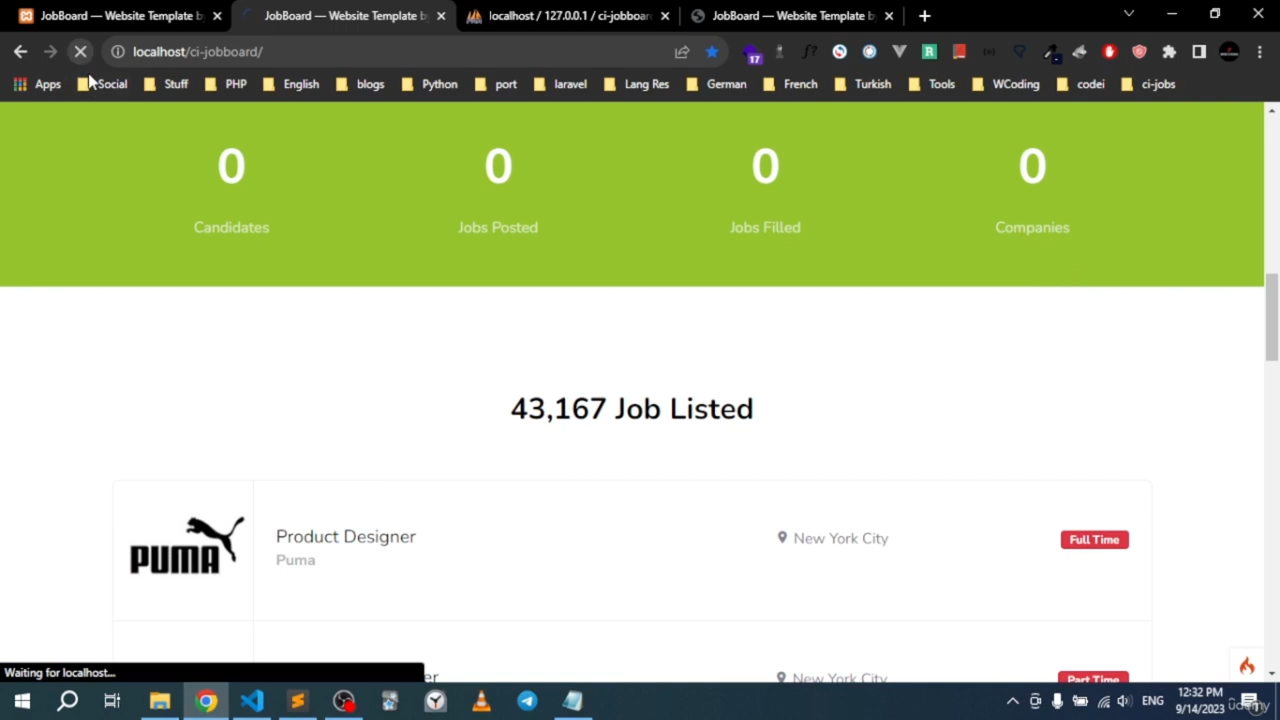 JobBoard — Website Template by
JobBoard — Website Template b
localhost / 127.0.0.1 / ci-jobboar
JobBoard — Website Template b
localhost/ci-jobboard/
17
Apps
Social
Stuff
PHP
English
blogs
Python
port
laravel
Lang Res
German
French
Turkish
Tools
WCoding
codei
ci-jobs
0
0
0
0
Candidates
Jobs Posted
Jobs Filled
Companies
43,167 Job Listed
PUMA
Product Designer
Puma
New York City
Full Time
New York City
Part Time
Waiting for localhost...
ENG
12:32 PM
9/14/2023
udemy